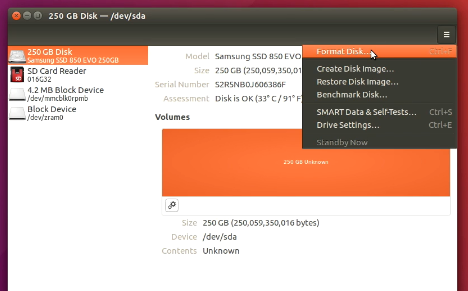 250 GB Disk — /dev/sda
250 GB Disk
Samsung SSD 850 EVO 250GB
SD Card Reader
016G32
4.2 MB Block Device
/dev/mmcblk0rpmb
Block Device
/dev/zram0
Model Samsung SSD 850 EVO
Size 250 GB (250,059,350,01
Serial Number S2R5NB0J606386F
Assessment Disk is OK (33° C / 91° F)
Format Disk…
Create Disk Image…
Restore Disk Image…
Benchmark Disk…
SMART Data & Self-Tests… Ctrl+S
Drive Settings… Ctrl+E
Standby Now
Volumes
250 GB Unknown
Size 250 GB (250,059,350,016 bytes)
Device /dev/sda
Contents Unknown